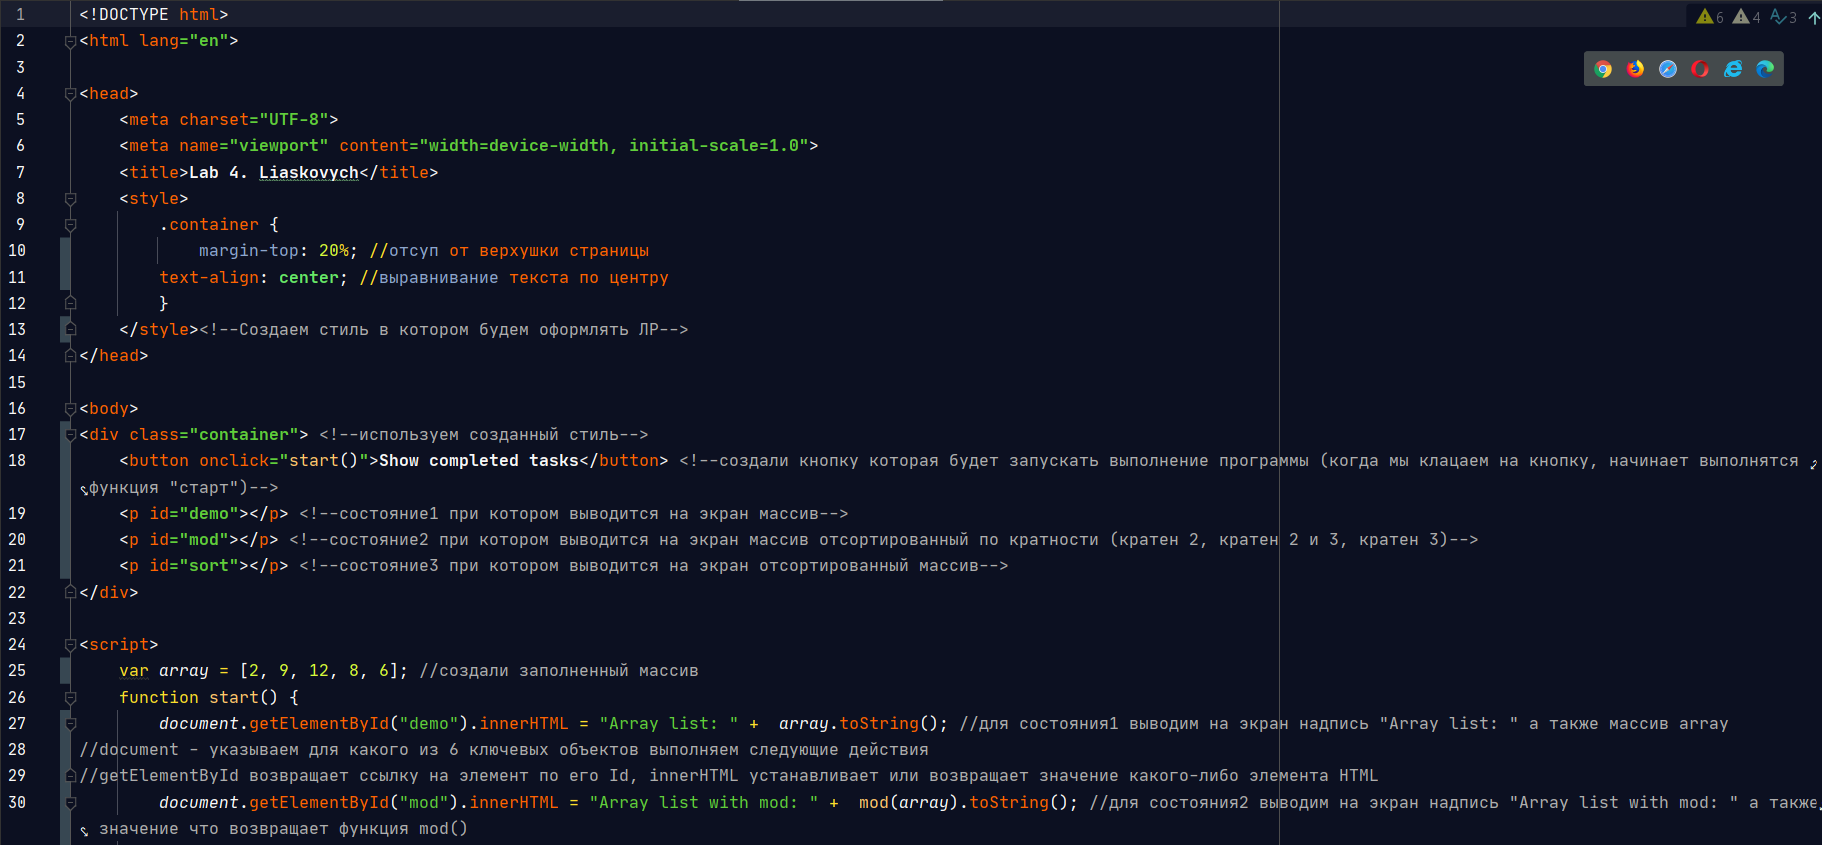 1 <!DOCTYPE html>
6 4 3
2 <html lang="en">
3
4 <head>
5 <meta charset="UTF-8">
6 <meta name="viewport" content="width=device-width, initial-scale=1.0">
7 <title>Lab 4. Liaskovych</title>
8 <style>
9 .container {
10 margin-top: 20%; //отсуп от верхушки страницы
11 text-align: center; //выравнивание текста по центру
12 }
13 </style><!--Создаем стиль в котором будем оформлять ЛР-->
14 </head>
15
16 <body>
17 <div class="container"> <!--используем созданный стиль-->
18 <button onclick="start()">Show completed tasks</button> <!--создали кнопку которая будет запускать выполнение программы (когда мы клацаем на кнопку, начинает выполнятся
функция "старт")-->
19 <p id="demo"></p> <!--состояние1 при котором выводится на экран массив-->
20 <p id="mod"></p> <!--состояние2 при котором выводится на экран массив отсортированный по кратности (кратен 2, кратен 2 и 3, кратен 3)-->
21 <p id="sort"></p> <!--состояние3 при котором выводится на экран отсортированный массив-->
22 </div>
23
24 <script>
25 var array = [2, 9, 12, 8, 6]; //создали заполненный массив
26 function start() {
27 document.getElementById("demo").innerHTML = "Array list: " + array.toString(); //для состояния1 выводим на экран надпись "Array list: " а также массив array
28 //document - указываем для какого из 6 ключевых объектов выполняем следующие действия
29 //getElementById возвращает ссылку на элемент по его Id, innerHTML устанавливает или возвращает значение какого-либо элемента HTML
30 document.getElementById("mod").innerHTML = "Array list with mod: " + mod(array).toString(); //для состояния2 выводим на экран надпись "Array list with mod: " а также
значение что возвращает функция mod()